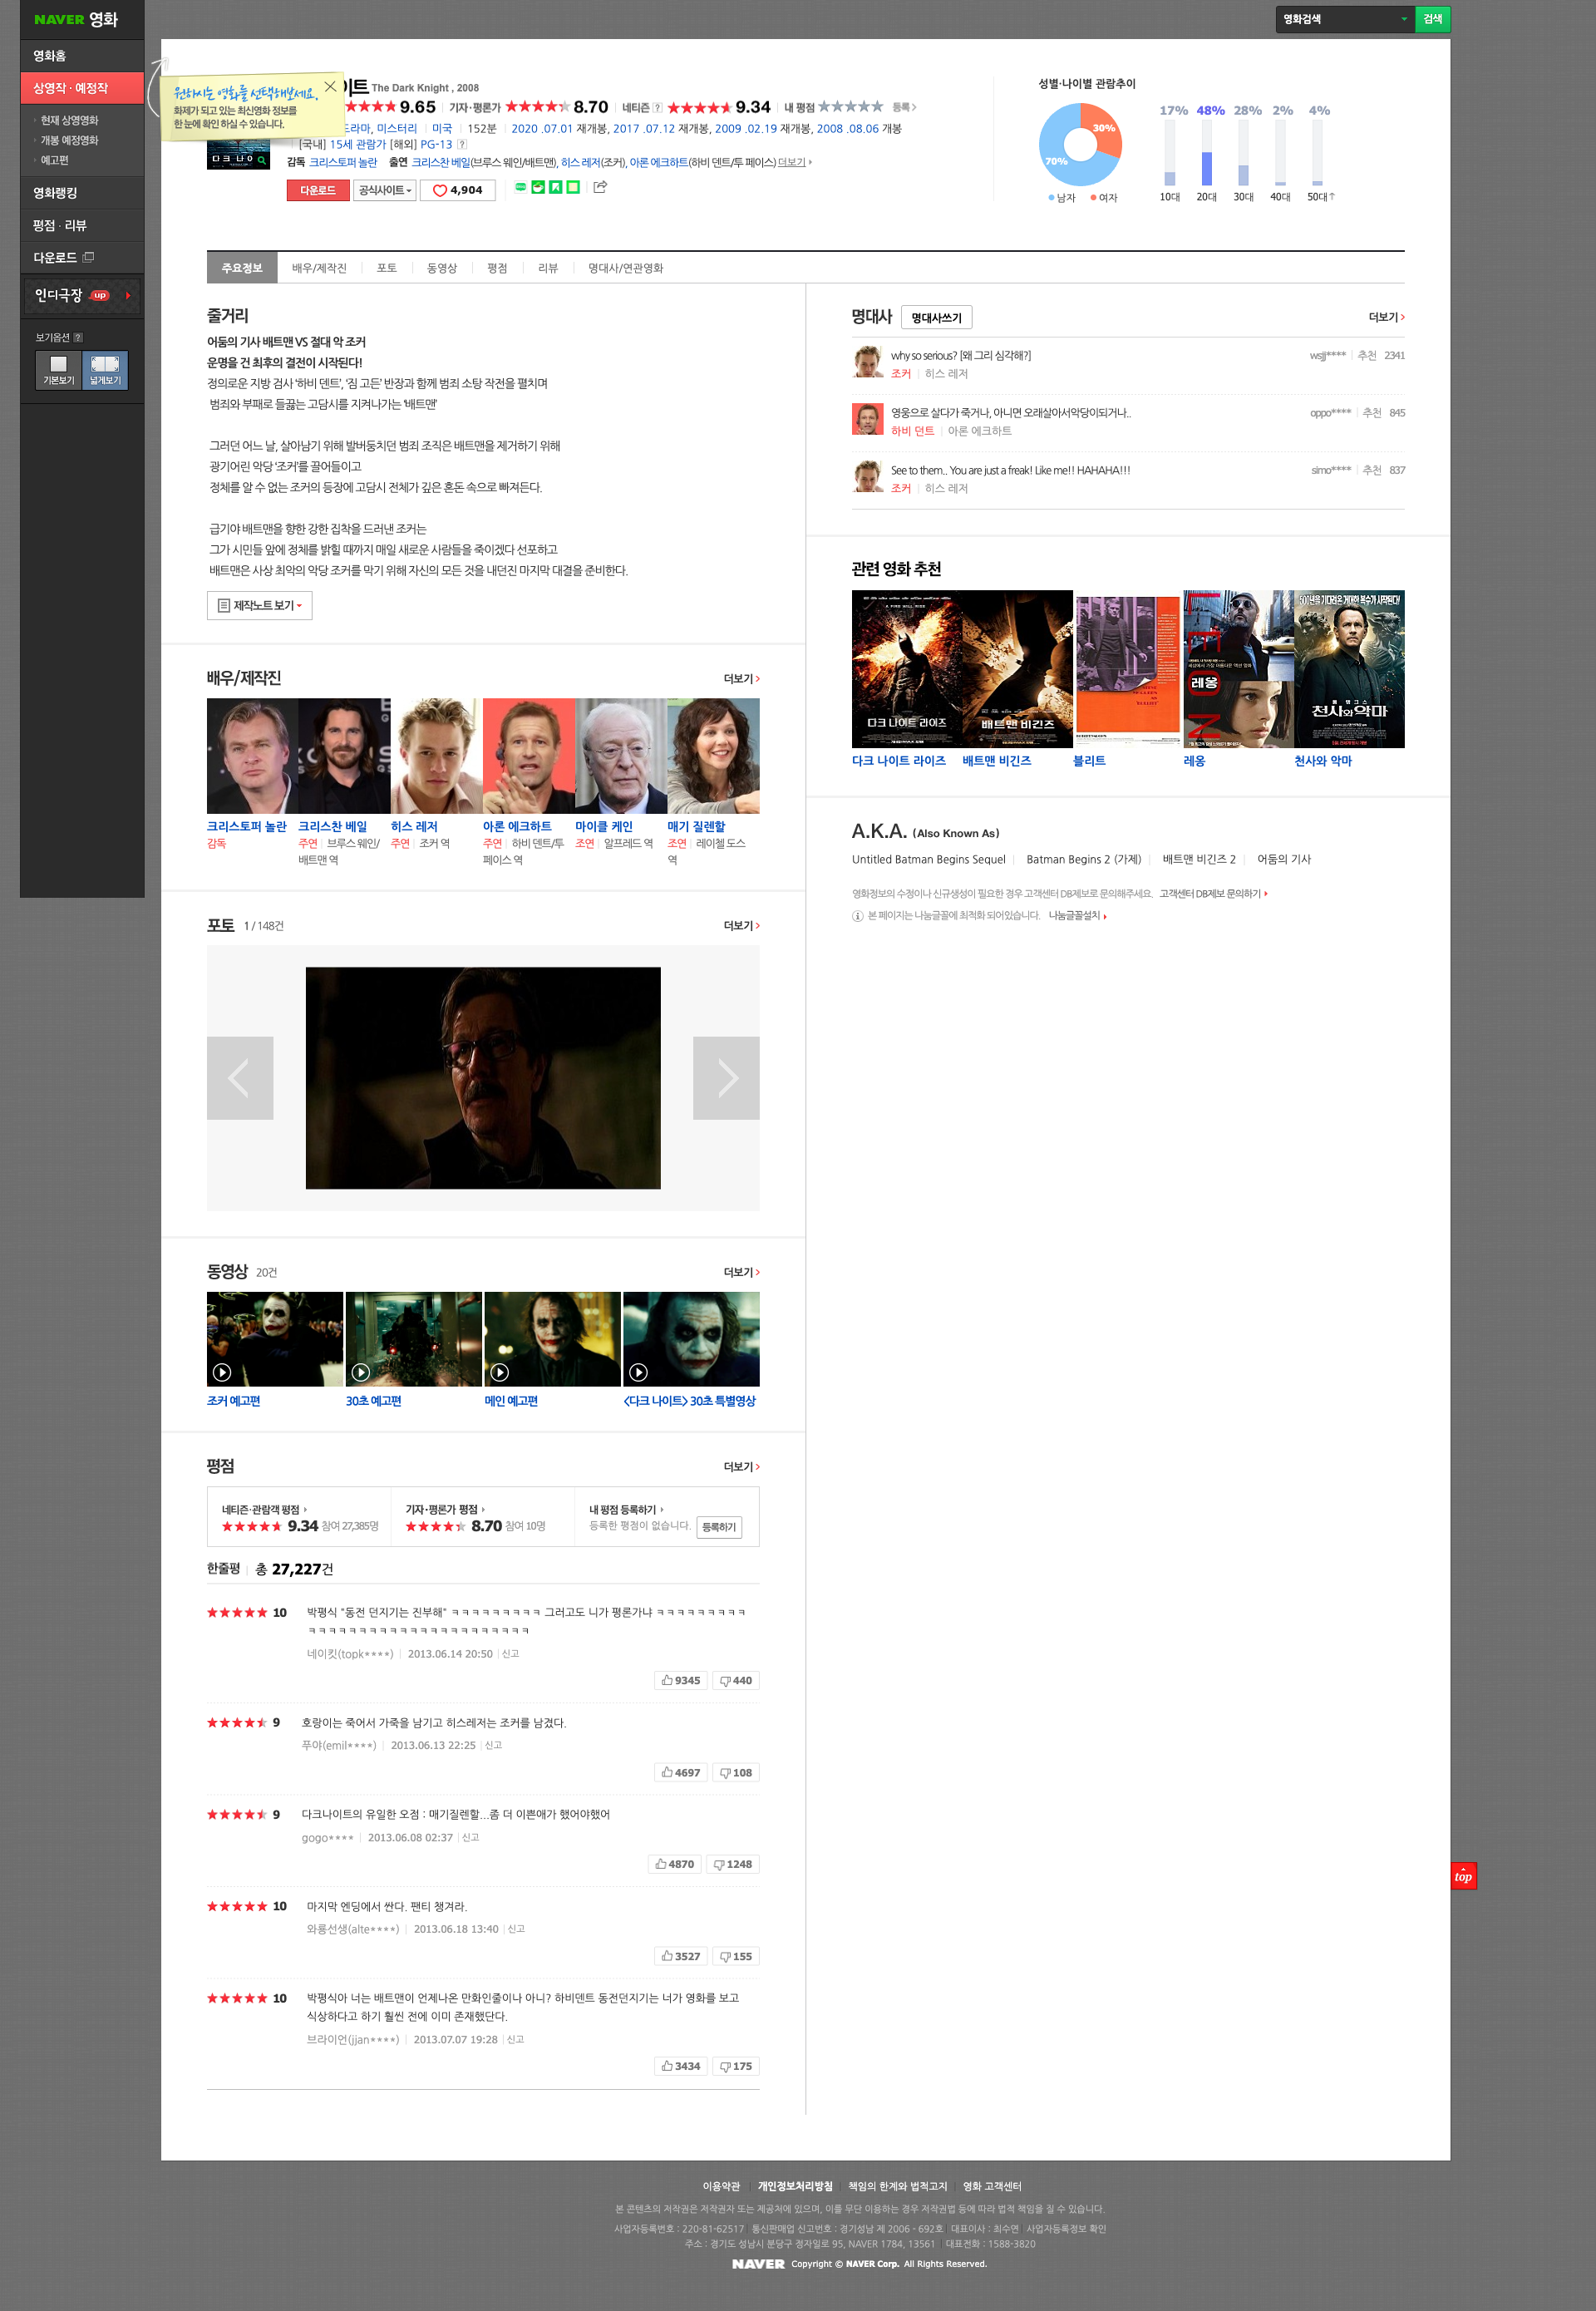 NAVER 영화
영화검색
검색
영화홈
상영작 · 예정작
현재 상영영화
개봉 예정영화
예고편
영화랭킹
평점 · 리뷰
다운로드
인디극장 up
보기옵션 ?
기본보기 넓게보기
원하시는 영화를 선택해보세요.
화제가 되고 있는 최신영화 정보를
한 눈에 확인 하실 수 있습니다.
이트 The Dark Knight , 2008
9.65 기자·평론가 8.70 네티즌 ? 9.34 내 평점 등록
드라마, 미스터리 미국 152분 2020 .07.01 재개봉, 2017 .07.12 재개봉, 2009 .02.19 재개봉, 2008 .08.06 개봉
[국내] 15세 관람가 [해외] PG-13 ?
감독 크리스토퍼 놀란 출연 크리스찬 베일(브루스 웨인/배트맨), 히스 레저(조커), 아론 에크하트(하비 덴트/투 페이스) 더보기
다크 나이트
다운로드 공식사이트 4,904
성별·나이별 관람추이
30%
70%
남자 여자
17% 48% 28% 2% 4%
10대 20대 30대 40대 50대↑
주요정보 배우/제작진 포토 동영상 평점 리뷰 명대사/연관영화
줄거리
어둠의 기사 배트맨 VS 절대 악 조커
운명을 건 최후의 결전이 시작된다!
정의로운 지방 검사 ‘하비 덴트’, ‘짐 고든’ 반장과 함께 범죄 소탕 작전을 펼치며
범죄와 부패로 들끓는 고담시를 지켜나가는 ‘배트맨’
그러던 어느 날, 살아남기 위해 발버둥치던 범죄 조직은 배트맨을 제거하기 위해
광기어린 악당 ‘조커’를 끌어들이고
정체를 알 수 없는 조커의 등장에 고담시 전체가 깊은 혼돈 속으로 빠져든다.
급기야 배트맨을 향한 강한 집착을 드러낸 조커는
그가 시민들 앞에 정체를 밝힐 때까지 매일 새로운 사람들을 죽이겠다 선포하고
배트맨은 사상 최악의 악당 조커를 막기 위해 자신의 모든 것을 내던진 마지막 대결을 준비한다.
제작노트 보기
배우/제작진 더보기
크리스토퍼 놀란 크리스찬 베일 히스 레저 아론 에크하트 마이클 케인 매기 질렌할
감독 주연 브루스 웨인/ 주연 조커 역 주연 하비 덴트/투 조연 알프레드 역 조연 레이첼 도스
배트맨 역 페이스 역 역
포토 1 / 148건 더보기
동영상 20건 더보기
조커 예고편 30초 예고편 메인 예고편 <다크 나이트> 30초 특별영상
평점 더보기
네티즌·관람객 평점 기자·평론가 평점 내 평점 등록하기
9.34 참여 27,385명 8.70 참여 10명 등록한 평점이 없습니다. 등록하기
한줄평 총 27,227건
10 박평식 "동전 던지기는 진부해" ㅋㅋㅋㅋㅋㅋㅋㅋㅋ 그러고도 니가 평론가냐 ㅋㅋㅋㅋㅋㅋㅋㅋㅋ
ㅋㅋㅋㅋㅋㅋㅋㅋㅋㅋㅋㅋㅋㅋㅋㅋㅋㅋㅋㅋㅋㅋ
네이킷(topk****) 2013.06.14 20:50 신고
9345 440
9 호랑이는 죽어서 가죽을 남기고 히스레저는 조커를 남겼다.
푸야(emil****) 2013.06.13 22:25 신고
4697 108
9 다크나이트의 유일한 오점 : 매기질렌할...좀 더 이쁜애가 했어야했어
gogo**** 2013.06.08 02:37 신고
4870 1248
10 마지막 엔딩에서 싼다. 팬티 챙겨라.
와룡선생(alte****) 2013.06.18 13:40 신고
3527 155
10 박평식아 너는 배트맨이 언제나온 만화인줄이나 아니? 하비덴트 동전던지기는 너가 영화를 보고
식상하다고 하기 훨씬 전에 이미 존재했단다.
브라이언(jjan****) 2013.07.07 19:28 신고
3434 175
명대사 명대사쓰기 더보기
why so serious? [왜 그리 심각해?] wsjj**** 추천 2341
조커 히스 레저
영웅으로 살다가 죽거나, 아니면 오래살아서악당이되거나.. oppo**** 추천 845
하비 던트 아론 에크하트
See to them.. You are just a freak! Like me!! HAHAHA!!! simo**** 추천 837
조커 히스 레저
관련 영화 추천
다크 나이트 라이즈 배트맨 비긴즈 LEON 레옹 천사와 악마
다크 나이트 라이즈 배트맨 비긴즈 블리트 레옹 천사와 악마
A.K.A. (Also Known As)
Untitled Batman Begins Sequel Batman Begins 2 (가제) 배트맨 비긴즈 2 어둠의 기사
영화정보의 수정이나 신규생성이 필요한 경우 고객센터 DB제보로 문의해주세요. 고객센터 DB제보 문의하기
본 페이지는 나눔글꼴에 최적화 되어있습니다. 나눔글꼴설치
top
이용약관 개인정보처리방침 책임의 한계와 법적고지 영화 고객센터
본 콘텐츠의 저작권은 저작권자 또는 제공처에 있으며, 이를 무단 이용하는 경우 저작권법 등에 따라 법적 책임을 질 수 있습니다.
사업자등록번호 : 220-81-62517 통신판매업 신고번호 : 경기성남 제 2006 - 692호 대표이사 : 최수연 사업자등록정보 확인
주소 : 경기도 성남시 분당구 정자일로 95, NAVER 1784, 13561 대표전화 : 1588-3820
NAVER Copyright © NAVER Corp. All Rights Reserved.